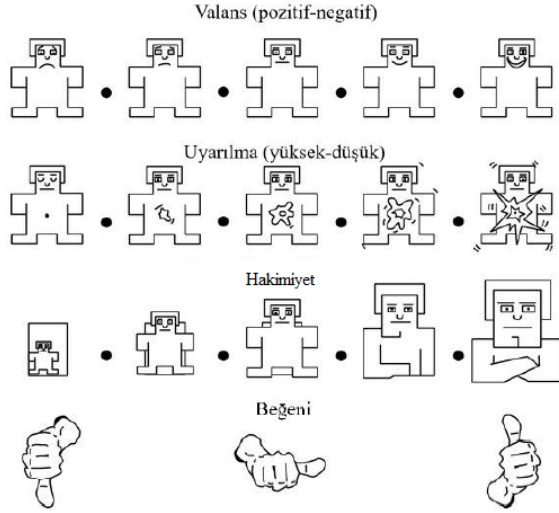 Valans (pozitif-negatif)
Uyarılma (yüksek-düşük)
Hakimiyet
Beğeni